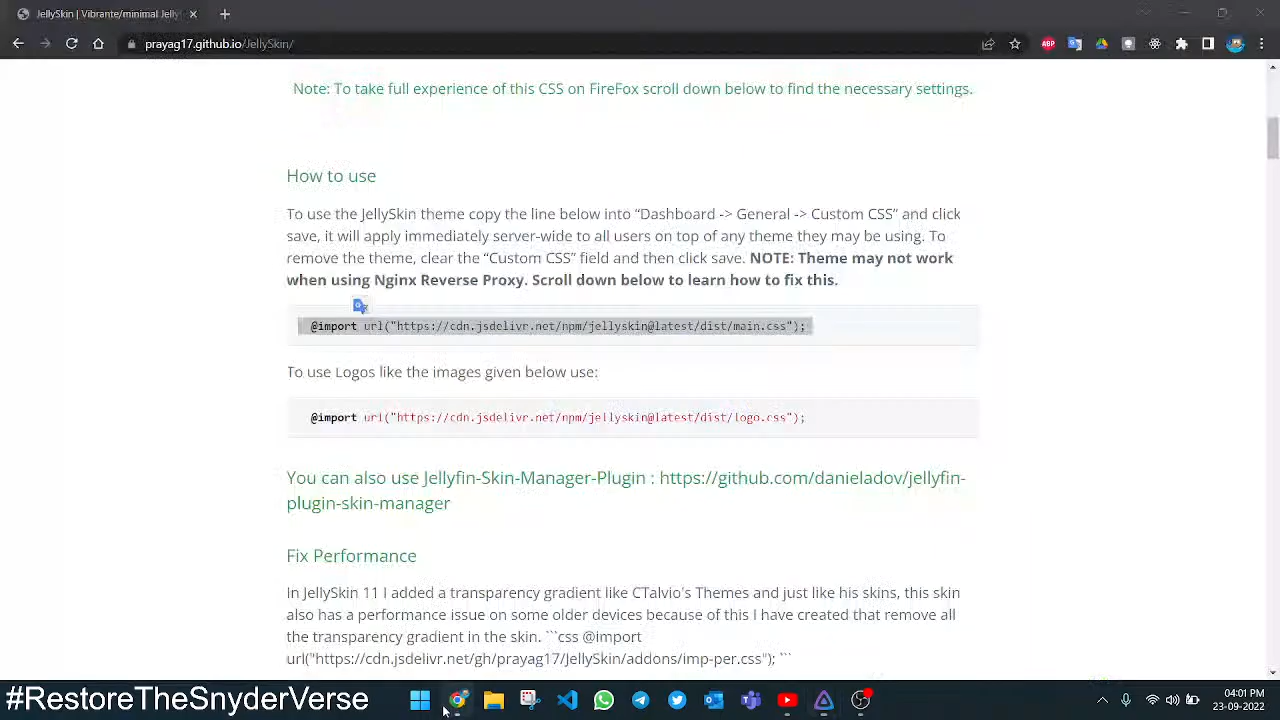 JellySkin | Vibrante/minimal Jelly
prayag17.github.io/JellySkin/
ABP
Note: To take full experience of this CSS on FireFox scroll down below to find the necessary settings.
How to use
To use the JellySkin theme copy the line below into “Dashboard -> General -> Custom CSS” and click
save, it will apply immediately server-wide to all users on top of any theme they may be using. To
remove the theme, clear the “Custom CSS” field and then click save. NOTE: Theme may not work
when using Nginx Reverse Proxy. Scroll down below to learn how to fix this.
@import url("https://cdn.jsdelivr.net/npm/jellyskin@latest/dist/main.css");
To use Logos like the images given below use:
@import url("https://cdn.jsdelivr.net/npm/jellyskin@latest/dist/logo.css");
You can also use Jellyfin-Skin-Manager-Plugin : https://github.com/danieladov/jellyfin-
plugin-skin-manager
Fix Performance
In JellySkin 11 I added a transparency gradient like CTalvio's Themes and just like his skins, this skin
also has a performance issue on some older devices because of this I have created that remove all
the transparency gradient in the skin. ```css @import
url("https://cdn.jsdelivr.net/gh/prayag17/JellySkin/addons/imp-per.css"); ```
#RestoreTheSnyderVerse
04:01 PM
23-09-2022